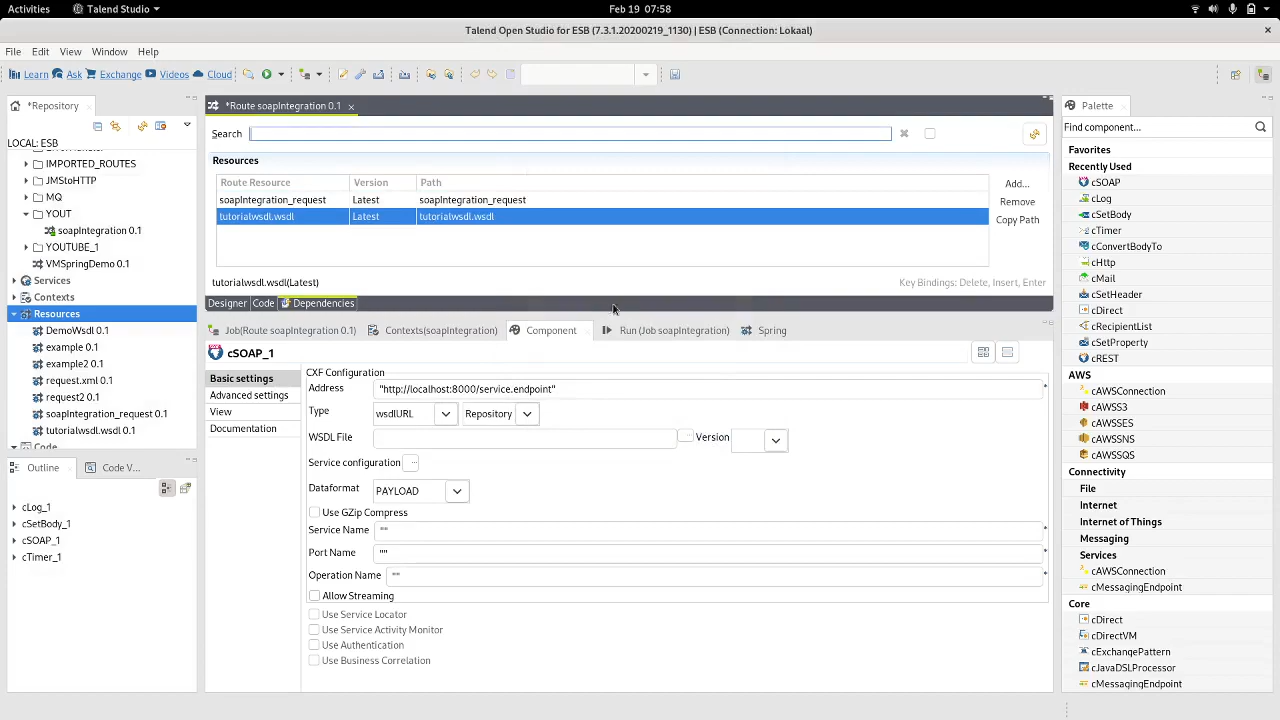 Activities
Talend Studio
Feb 19 07:58
Talend Open Studio for ESB (7.3.1.20200219_1130) | ESB (Connection: Lokaal)
File Edit View Window Help
Learn Ask Exchange Videos Cloud
*Repository
LOCAL: ESB
IMPORTED_ROUTES
JMStoHTTP
MQ
YOUT
soapIntegration 0.1
YOUTUBE_1
VMSpringDemo 0.1
Services
Contexts
Resources
DemoWsdl 0.1
example 0.1
example2 0.1
request.xml 0.1
request2 0.1
soapIntegration_request 0.1
tutorialwsdl.wsdl 0.1
Code
Outline
Code V...
cLog_1
cSetBody_1
cSOAP_1
cTimer_1
*Route soapIntegration 0.1
Search
Resources
Route Resource Version Path
soapIntegration_request Latest soapIntegration_request
tutorialwsdl.wsdl Latest tutorialwsdl.wsdl
Add...
Remove
Copy Path
tutorialwsdl.wsdl(Latest)
Key Bindings: Delete, Insert, Enter
Designer Code Dependencies
Job(Route soapIntegration 0.1) Contexts(soapIntegration) Component Run (Job soapIntegration) Spring
cSOAP_1
Basic settings
Advanced settings
View
Documentation
CXF Configuration
Address "http://localhost:8000/service.endpoint" *
Type wsdlURL Repository
WSDL File Version
Service configuration ...
Dataformat PAYLOAD
Use GZip Compress
Service Name "" *
Port Name "" *
Operation Name "" *
Allow Streaming
Use Service Locator
Use Service Activity Monitor
Use Authentication
Use Business Correlation
Palette
Find component...
Favorites
Recently Used
cSOAP
cLog
cSetBody
cTimer
cConvertBodyTo
cHttp
cMail
cSetHeader
cDirect
cRecipientList
cSetProperty
cREST
AWS
cAWSConnection
cAWSS3
cAWSSES
cAWSSNS
cAWSSQS
Connectivity
File
Internet
Internet of Things
Messaging
Services
cAWSConnection
cMessagingEndpoint
Core
cDirect
cDirectVM
cExchangePattern
cJavaDSLProcessor
cMessagingEndpoint